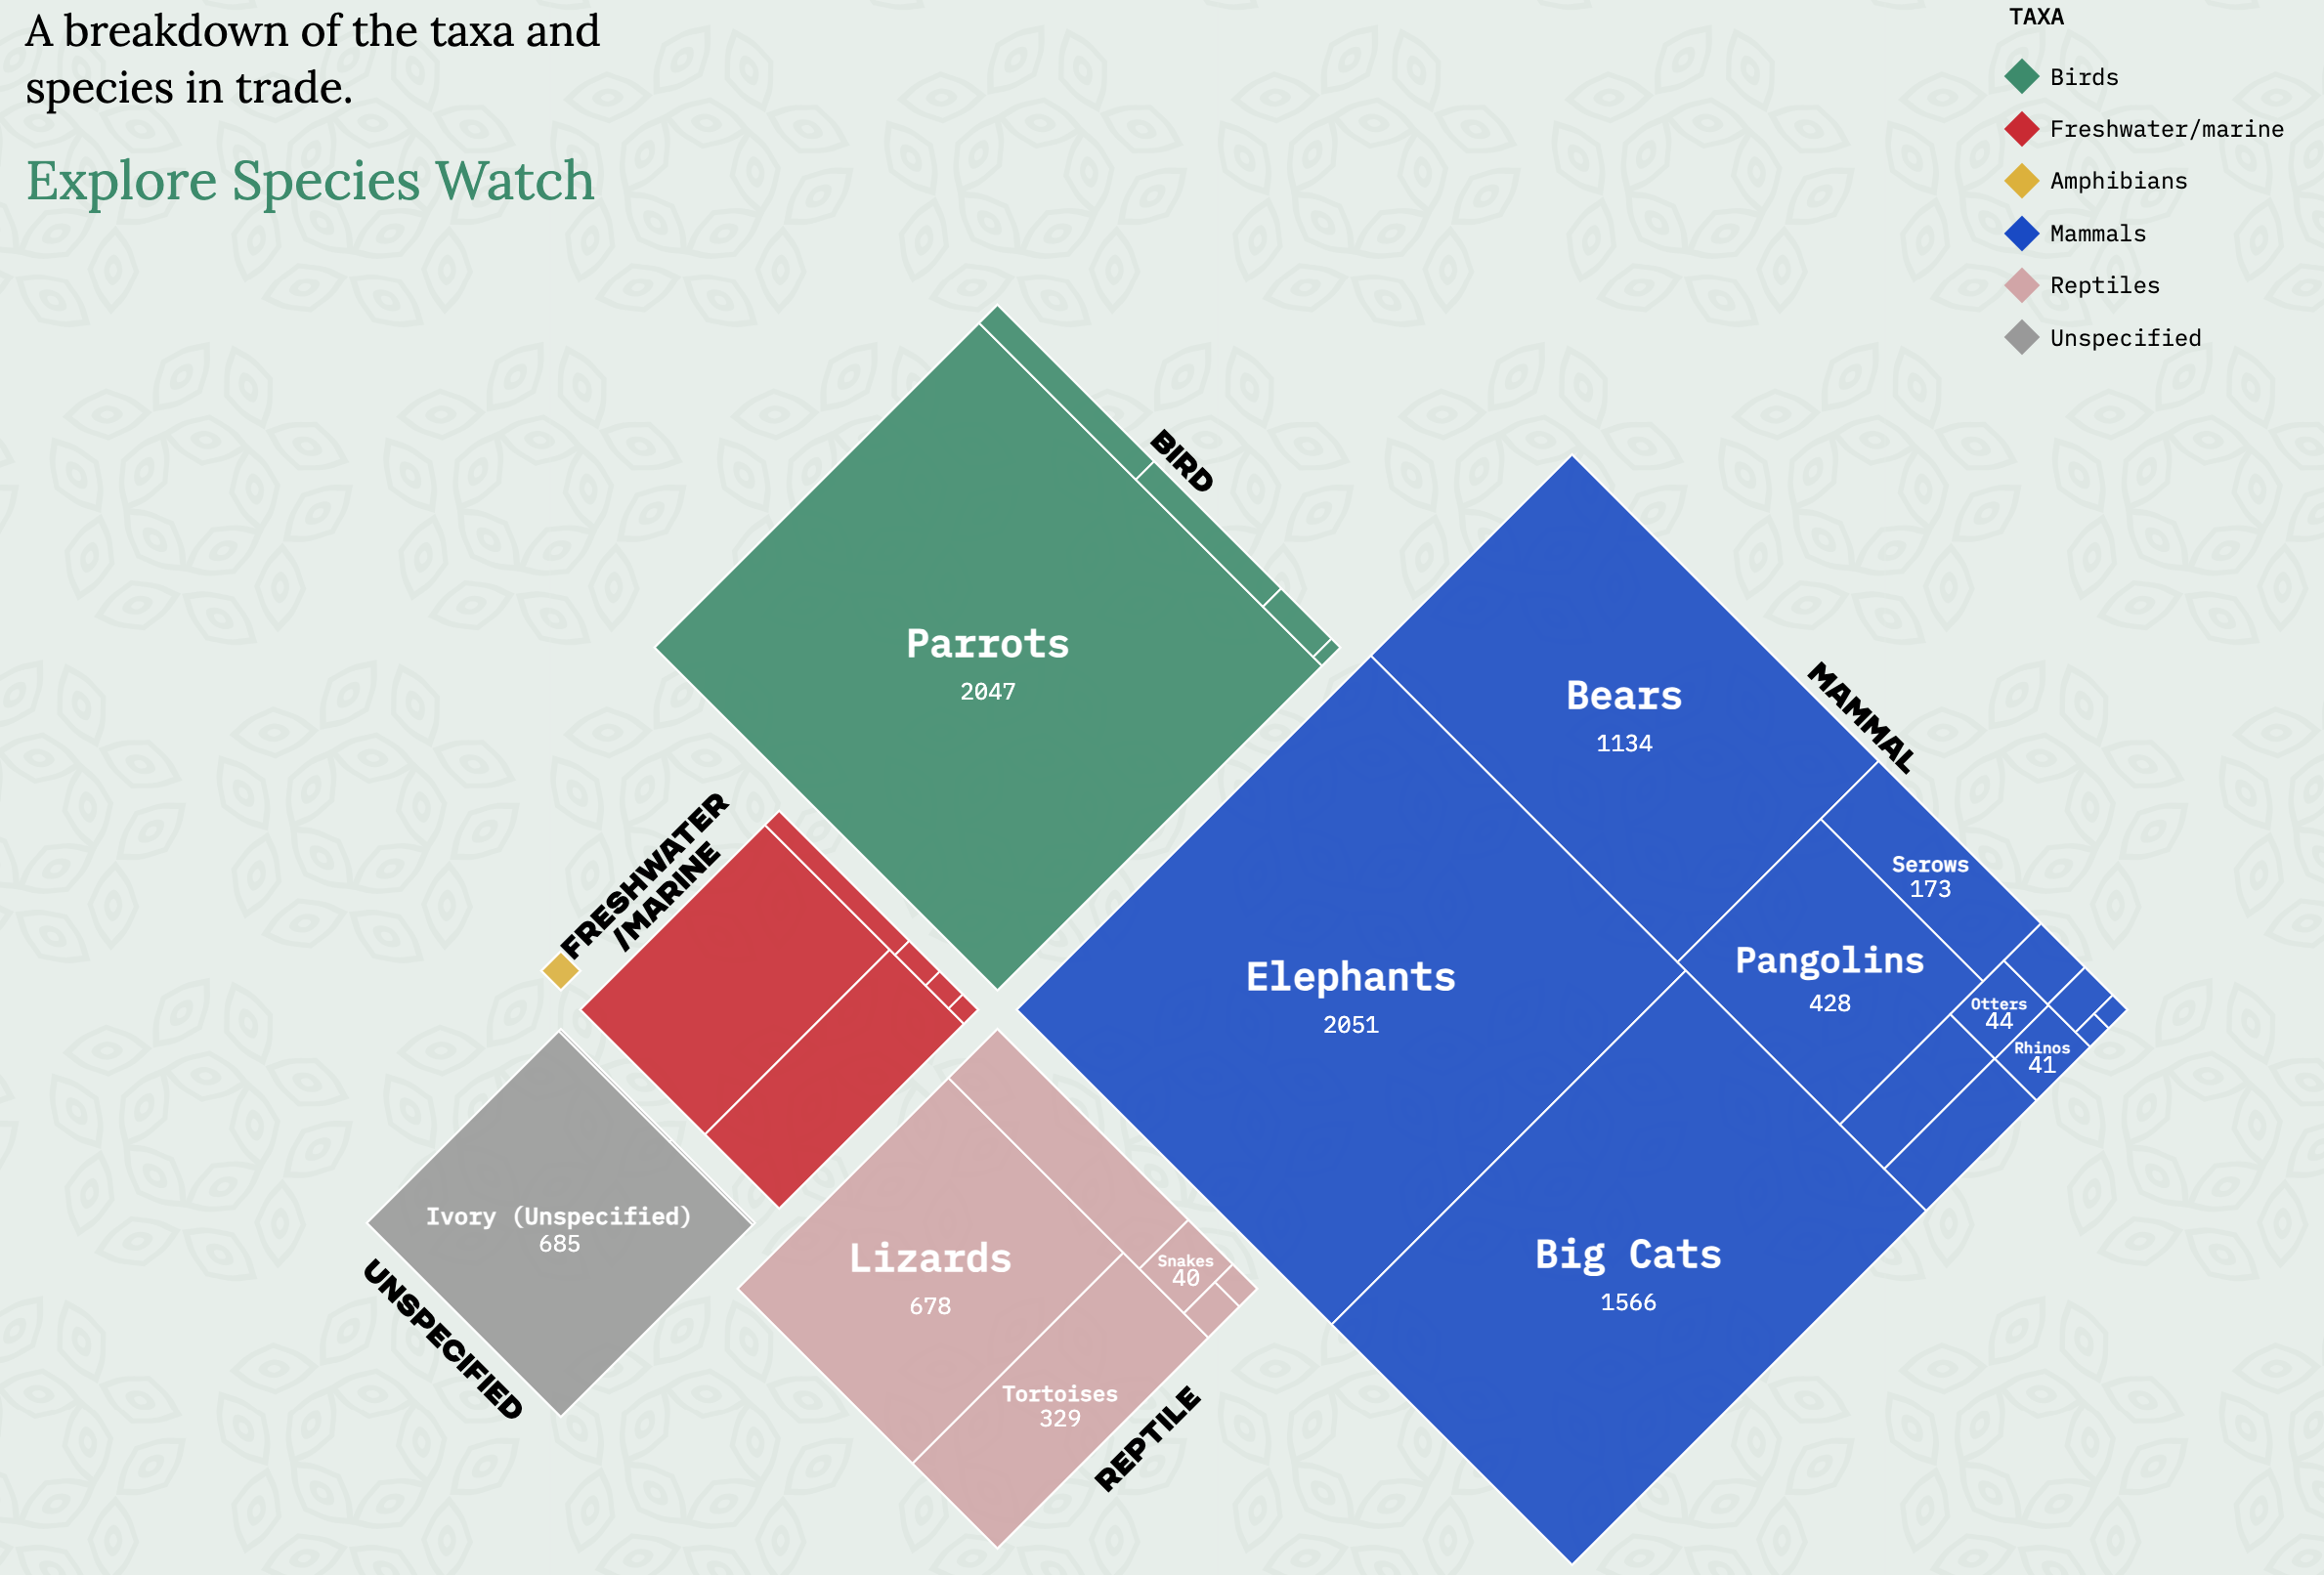 A breakdown of the taxa and
species in trade.
Explore Species Watch
TAXA
Birds
Freshwater/marine
Amphibians
Mammals
Reptiles
Unspecified
BIRD
Parrots
2047
MAMMAL
Bears
1134
Serows
173
Elephants
2051
Pangolins
428
Otters
44
Rhinos
41
Big Cats
1566
FRESHWATER
/MARINE
Ivory (Unspecified)
685
UNSPECIFIED
Lizards
678
Snakes
40
Tortoises
329
REPTILE